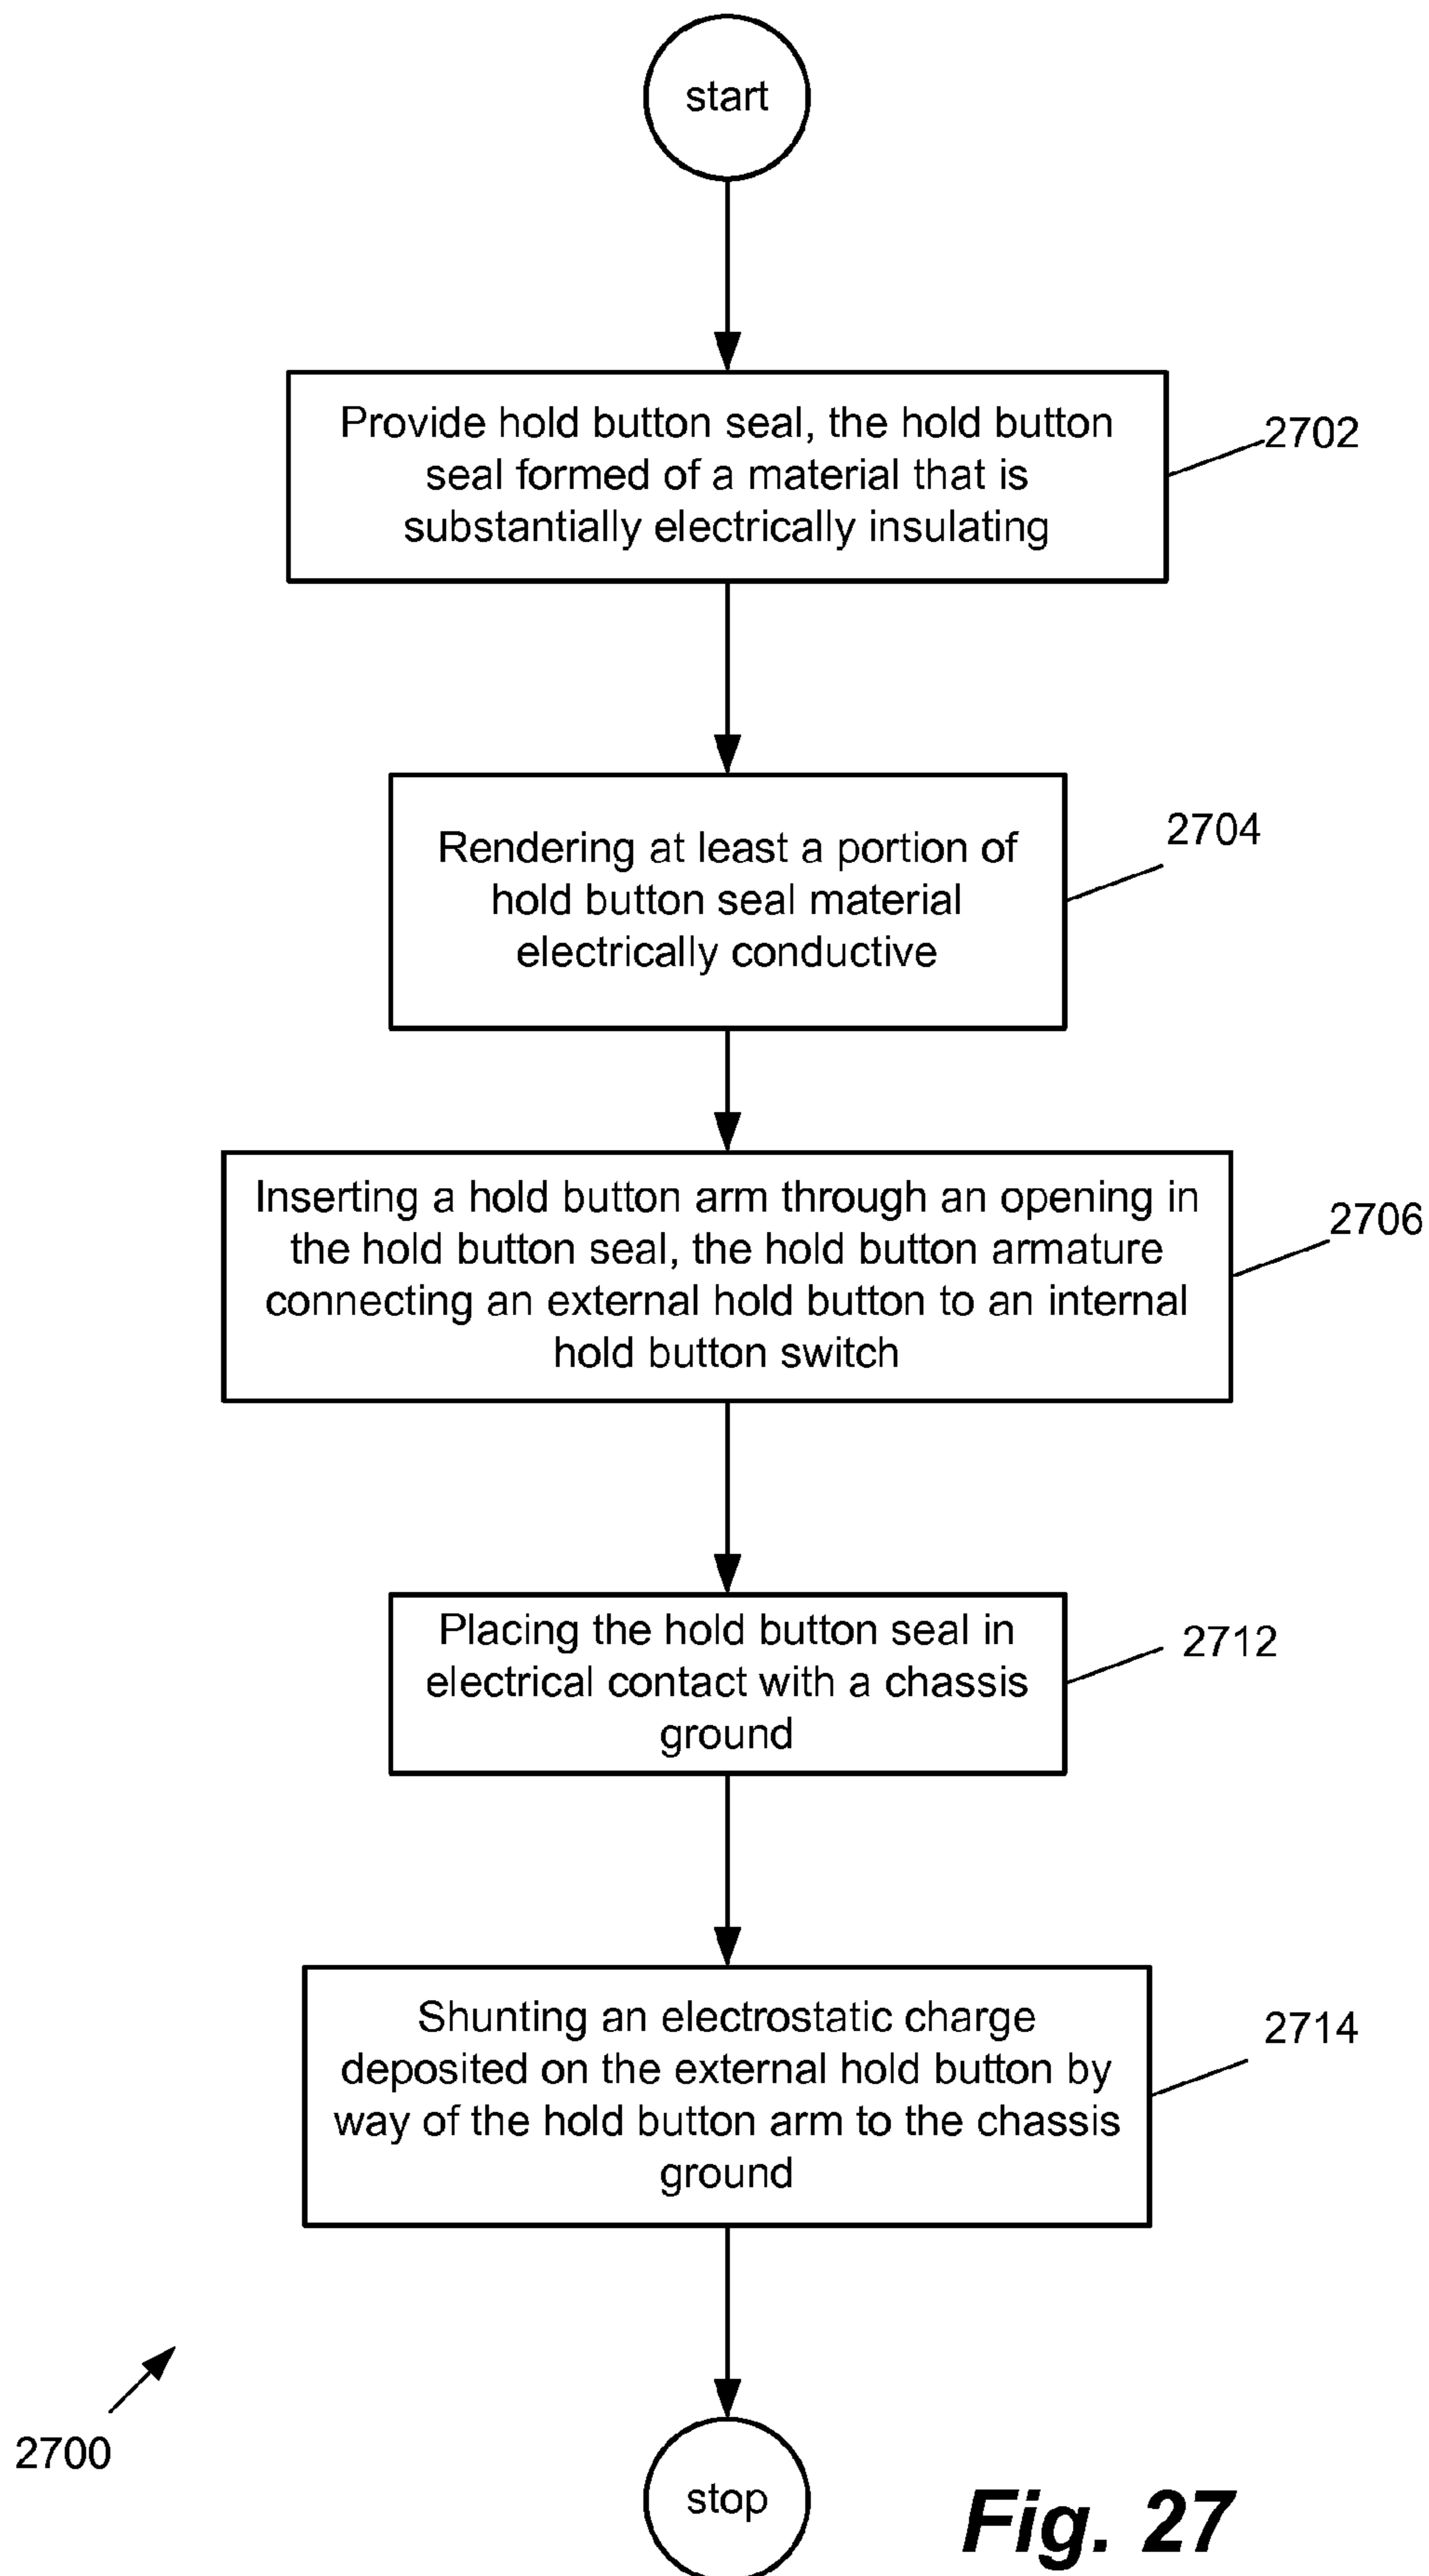 start
Provide hold button seal, the hold button
seal formed of a material that is
substantially electrically insulating
2702
Rendering at least a portion of
hold button seal material
electrically conductive
2704
Inserting a hold button arm through an opening in
the hold button seal, the hold button armature
connecting an external hold button to an internal
hold button switch
2706
Placing the hold button seal in
electrical contact with a chassis
ground
2712
Shunting an electrostatic charge
deposited on the external hold button by
way of the hold button arm to the chassis
ground
2714
2700
stop
Fig. 27